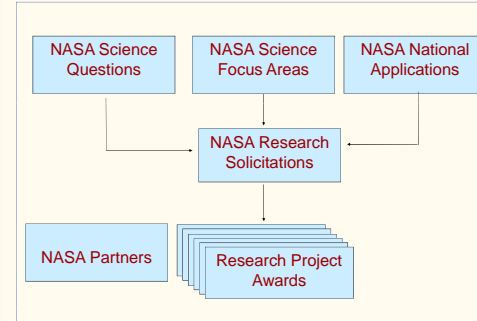 NASA Science
Questions
NASA Science
Focus Areas
NASA National
Applications
NASA Research
Solicitations
NASA Partners
Research Project
Awards